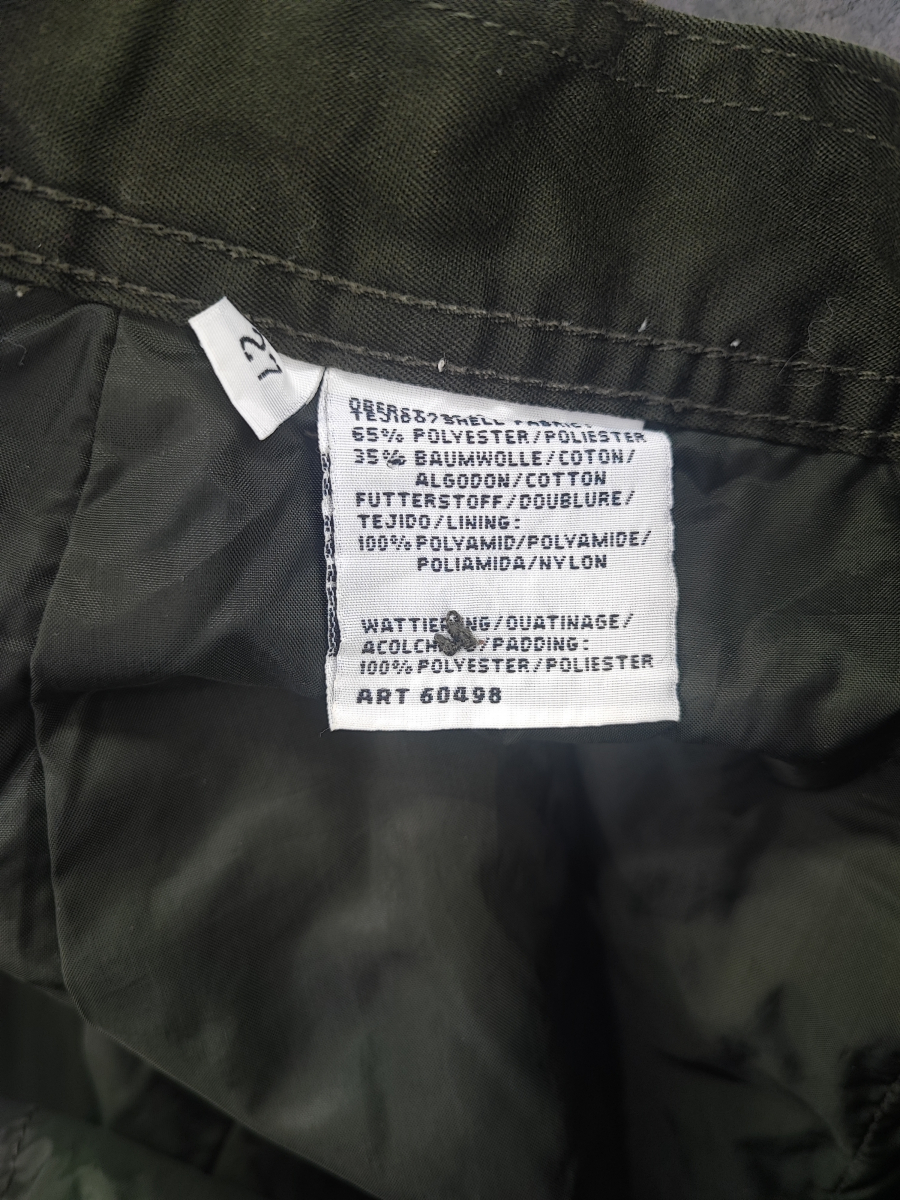 65% POLYESTER/POLIESTER
35% BAUMWOLLE/COTON/
ALGODON/COTTON
FUTTERSTOFF/DOUBLURE/
TEJIDO/LINING:
100% POLYAMID/POLYAMIDE/
POLIAMIDA/NYLON
/OUATINAGE/
/PADDING:
100% POLYESTER/POLIESTER
ART 60498